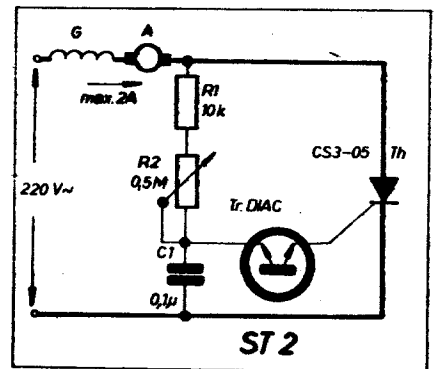 G
A
max. 2A
R1
10k
CS3-05
Th
R2
0,5M
220 V~
Tr. DIAC
C1
0,1µ
ST 2